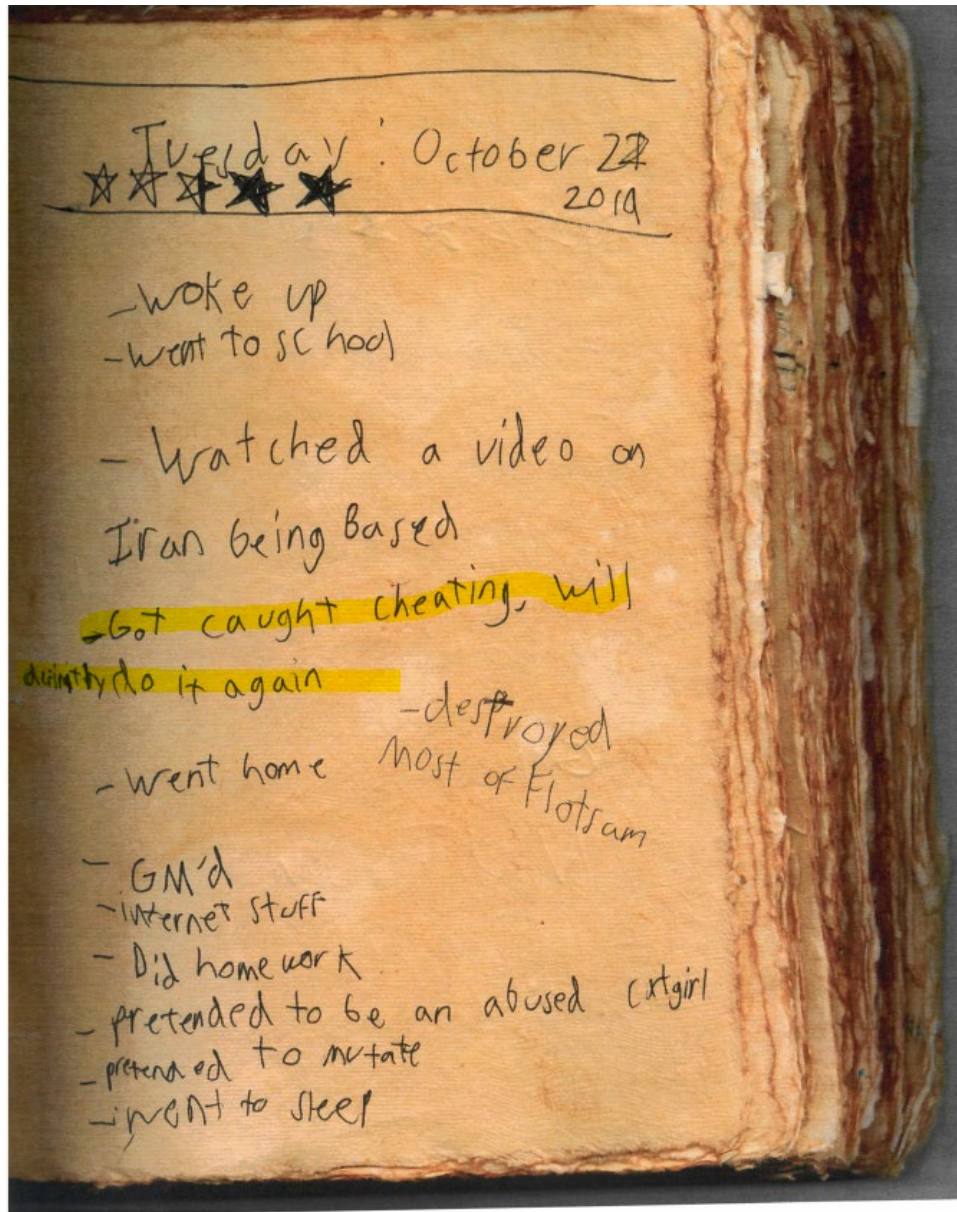 Tuesday: October 22
2019
-woke up
-went to school
- Watched a video on
Iran being Based
-Got caught cheating, will
do it again
-destroyed
Most of Flotsam
-went home
- GM'd
-internet stuff
- Did homework
- pretended to be an abused catgirl
- pretended to mutate
- went to sleep